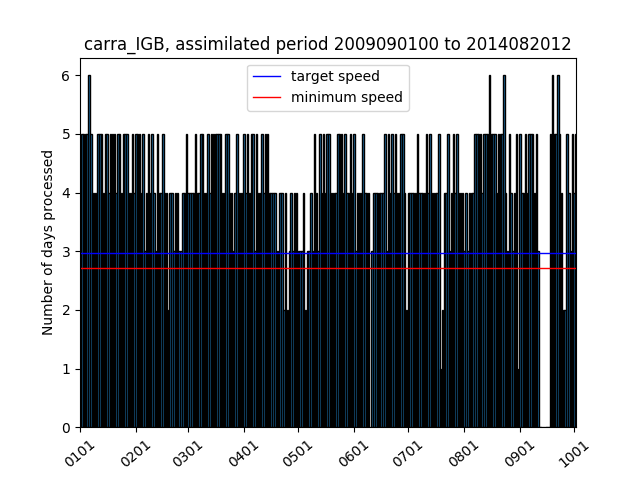 carra_IGB, assimilated period 2009090100 to 2014082012
target speed
minimum speed
Number of days processed
6
5
4
3
2
1
0
0101 0201 0301 0401 0501 0601 0701 0801 0901 1001